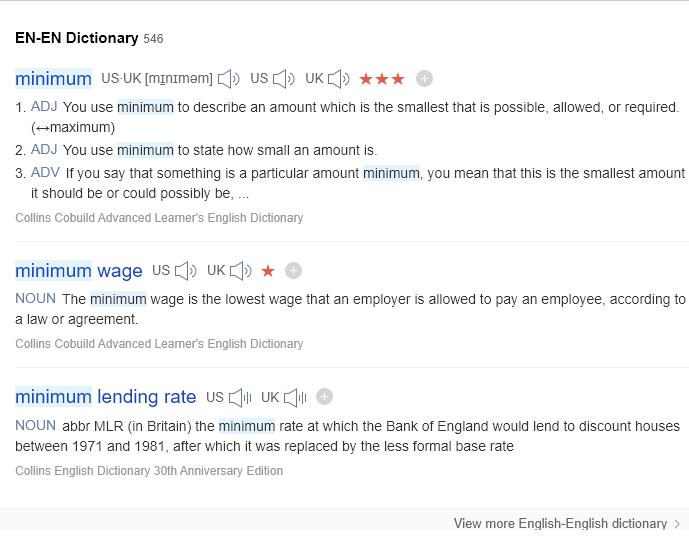 EN-EN Dictionary 546
minimum US·UK [mɪnɪməm] US UK
1. ADJ You use minimum to describe an amount which is the smallest that is possible, allowed, or required.
(↔maximum)
2. ADJ You use minimum to state how small an amount is.
3. ADV If you say that something is a particular amount minimum, you mean that this is the smallest amount
it should be or could possibly be, ...
Collins Cobuild Advanced Learner's English Dictionary
minimum wage US UK
NOUN The minimum wage is the lowest wage that an employer is allowed to pay an employee, according to
a law or agreement.
Collins Cobuild Advanced Learner's English Dictionary
minimum lending rate US UK
NOUN abbr MLR (in Britain) the minimum rate at which the Bank of England would lend to discount houses
between 1971 and 1981, after which it was replaced by the less formal base rate
Collins English Dictionary 30th Anniversary Edition
View more English-English dictionary >